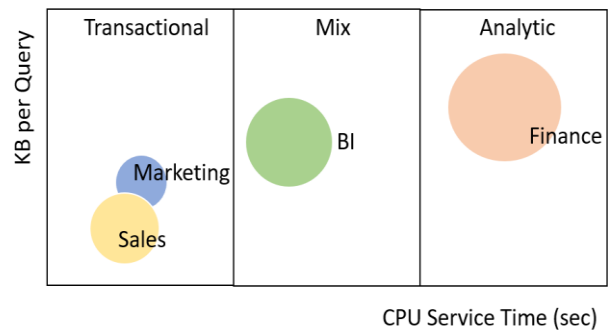 Transactional
Mix
Analytic
KB per Query
BI
Finance
Marketing
Sales
CPU Service Time (sec)